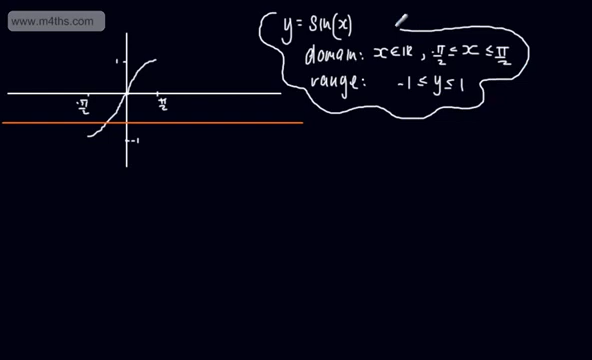 www.m4ths.com
y = sin(x)
domain: x ∈ ℝ, -π/2 ≤ x ≤ π/2
range: -1 ≤ y ≤ 1
1
-π/2
π/2
-1